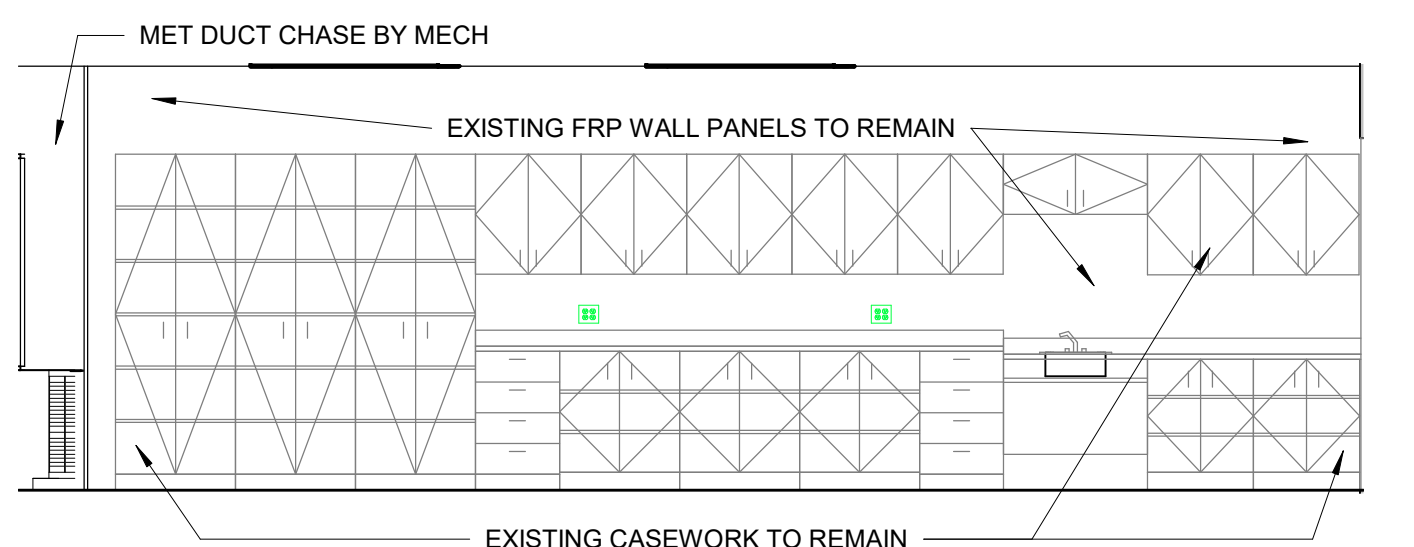 MET DUCT CHASE BY MECH
EXISTING FRP WALL PANELS TO REMAIN
EXISTING CASEWORK TO REMAIN